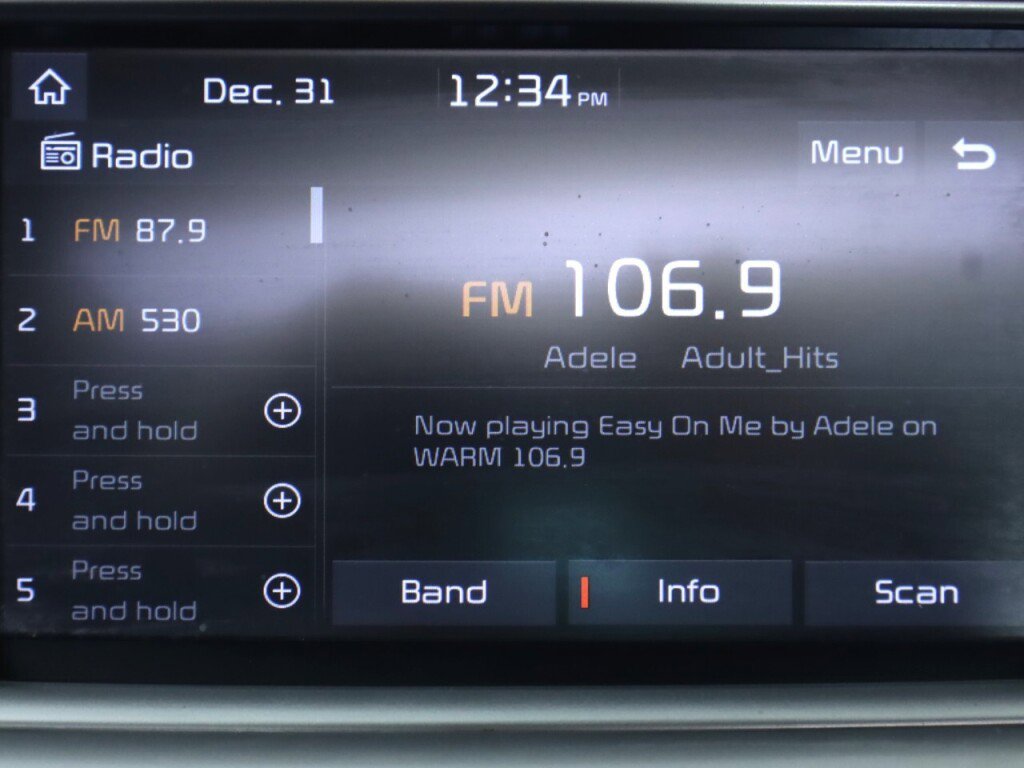 Dec. 31 12:34 PM
Radio Menu
1 FM 87.9
2 AM 530
3 Press and hold
4 Press and hold
5 Press and hold
FM 106.9
Adele Adult_Hits
Now playing Easy On Me by Adele on
WARM 106.9
Band Info Scan